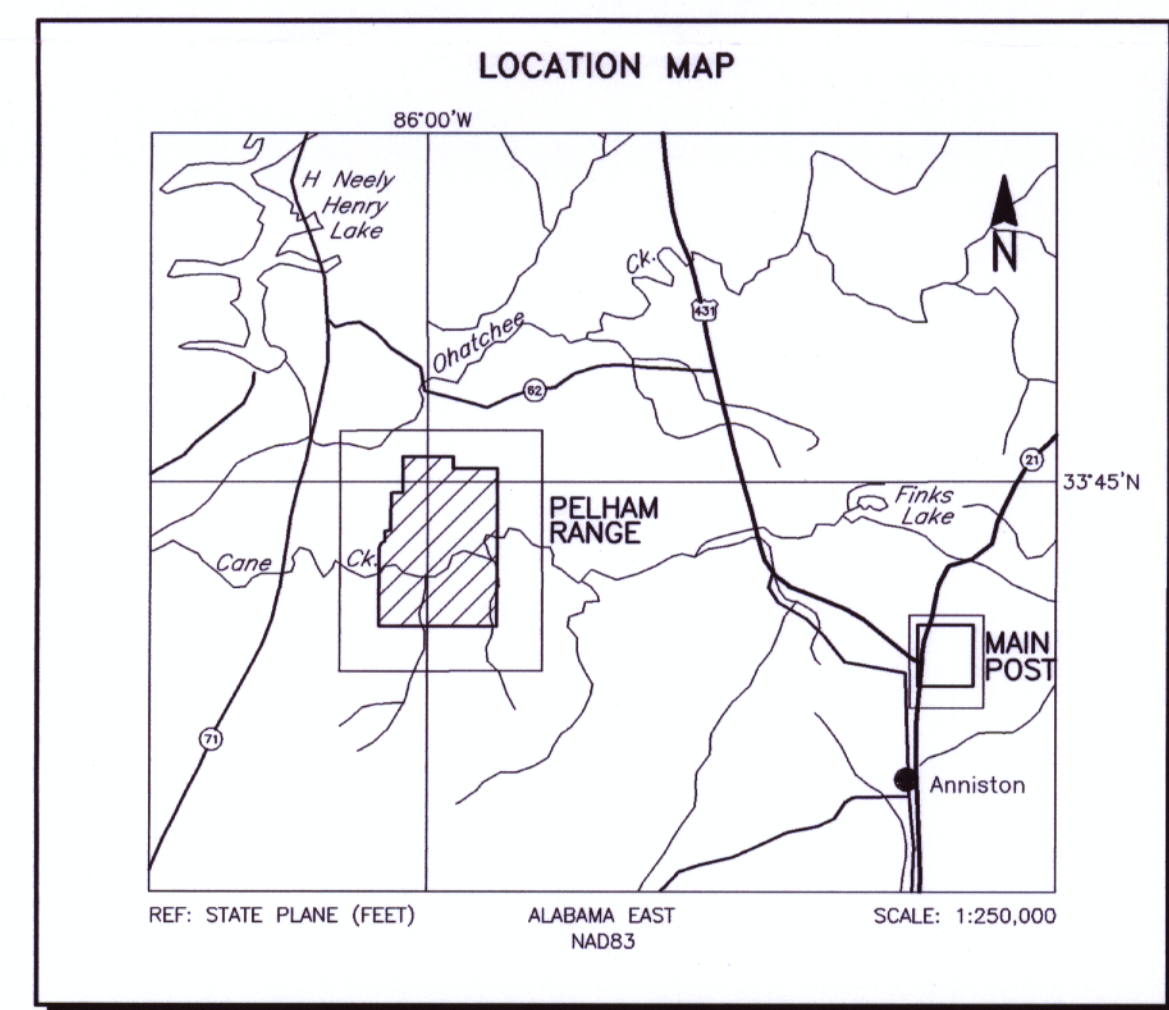 LOCATION MAP
86°00'W
H Neely
Henry
Lake
N
Ck.
431
Ohatchee
62
21
33°45'N
Finks
Lake
PELHAM
RANGE
Cane
Ck.
MAIN
POST
71
Anniston
REF: STATE PLANE (FEET)
ALABAMA EAST
SCALE: 1:250,000
NAD83